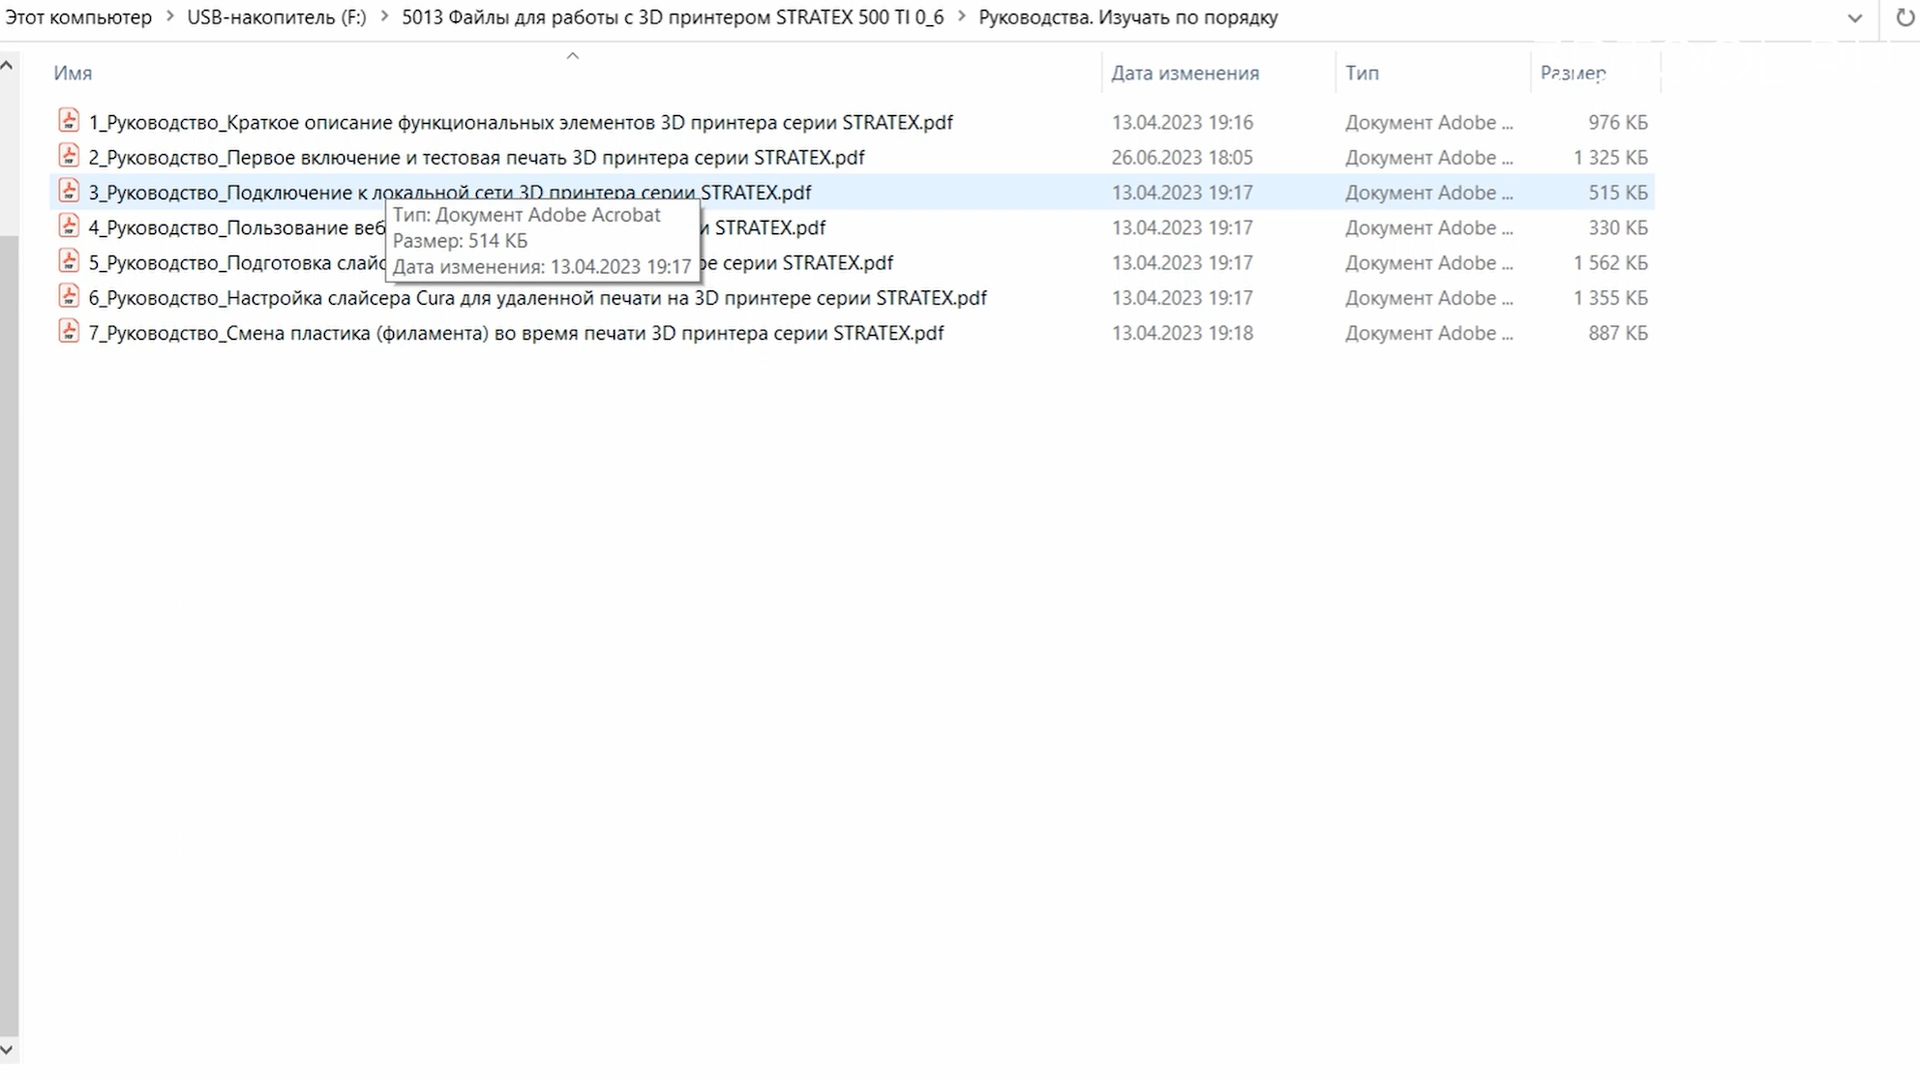 Этот компьютер > USB-накопитель (F:) > 5013 Файлы для работы с 3D принтером STRATEX 500 TI 0_6 > Руководства. Изучать по порядку
Имя Дата изменения Тип Размер
1_Руководство_Краткое описание функциональных элементов 3D принтера серии STRATEX.pdf 13.04.2023 19:16 Документ Adobe ... 976 КБ
2_Руководство_Первое включение и тестовая печать 3D принтера серии STRATEX.pdf 26.06.2023 18:05 Документ Adobe ... 1 325 КБ
3_Руководство_Подключение к локальной сети 3D принтера серии STRATEX.pdf 13.04.2023 19:17 Документ Adobe ... 515 КБ
Тип: Документ Adobe Acrobat
Размер: 514 КБ
Дата изменения: 13.04.2023 19:17
4_Руководство_Пользование веб STRATEX.pdf 13.04.2023 19:17 Документ Adobe ... 330 КБ
5_Руководство_Подготовка слайс ре серии STRATEX.pdf 13.04.2023 19:17 Документ Adobe ... 1 562 КБ
6_Руководство_Настройка слайсера Cura для удаленной печати на 3D принтере серии STRATEX.pdf 13.04.2023 19:17 Документ Adobe ... 1 355 КБ
7_Руководство_Смена пластика (филамента) во время печати 3D принтера серии STRATEX.pdf 13.04.2023 19:18 Документ Adobe ... 887 КБ